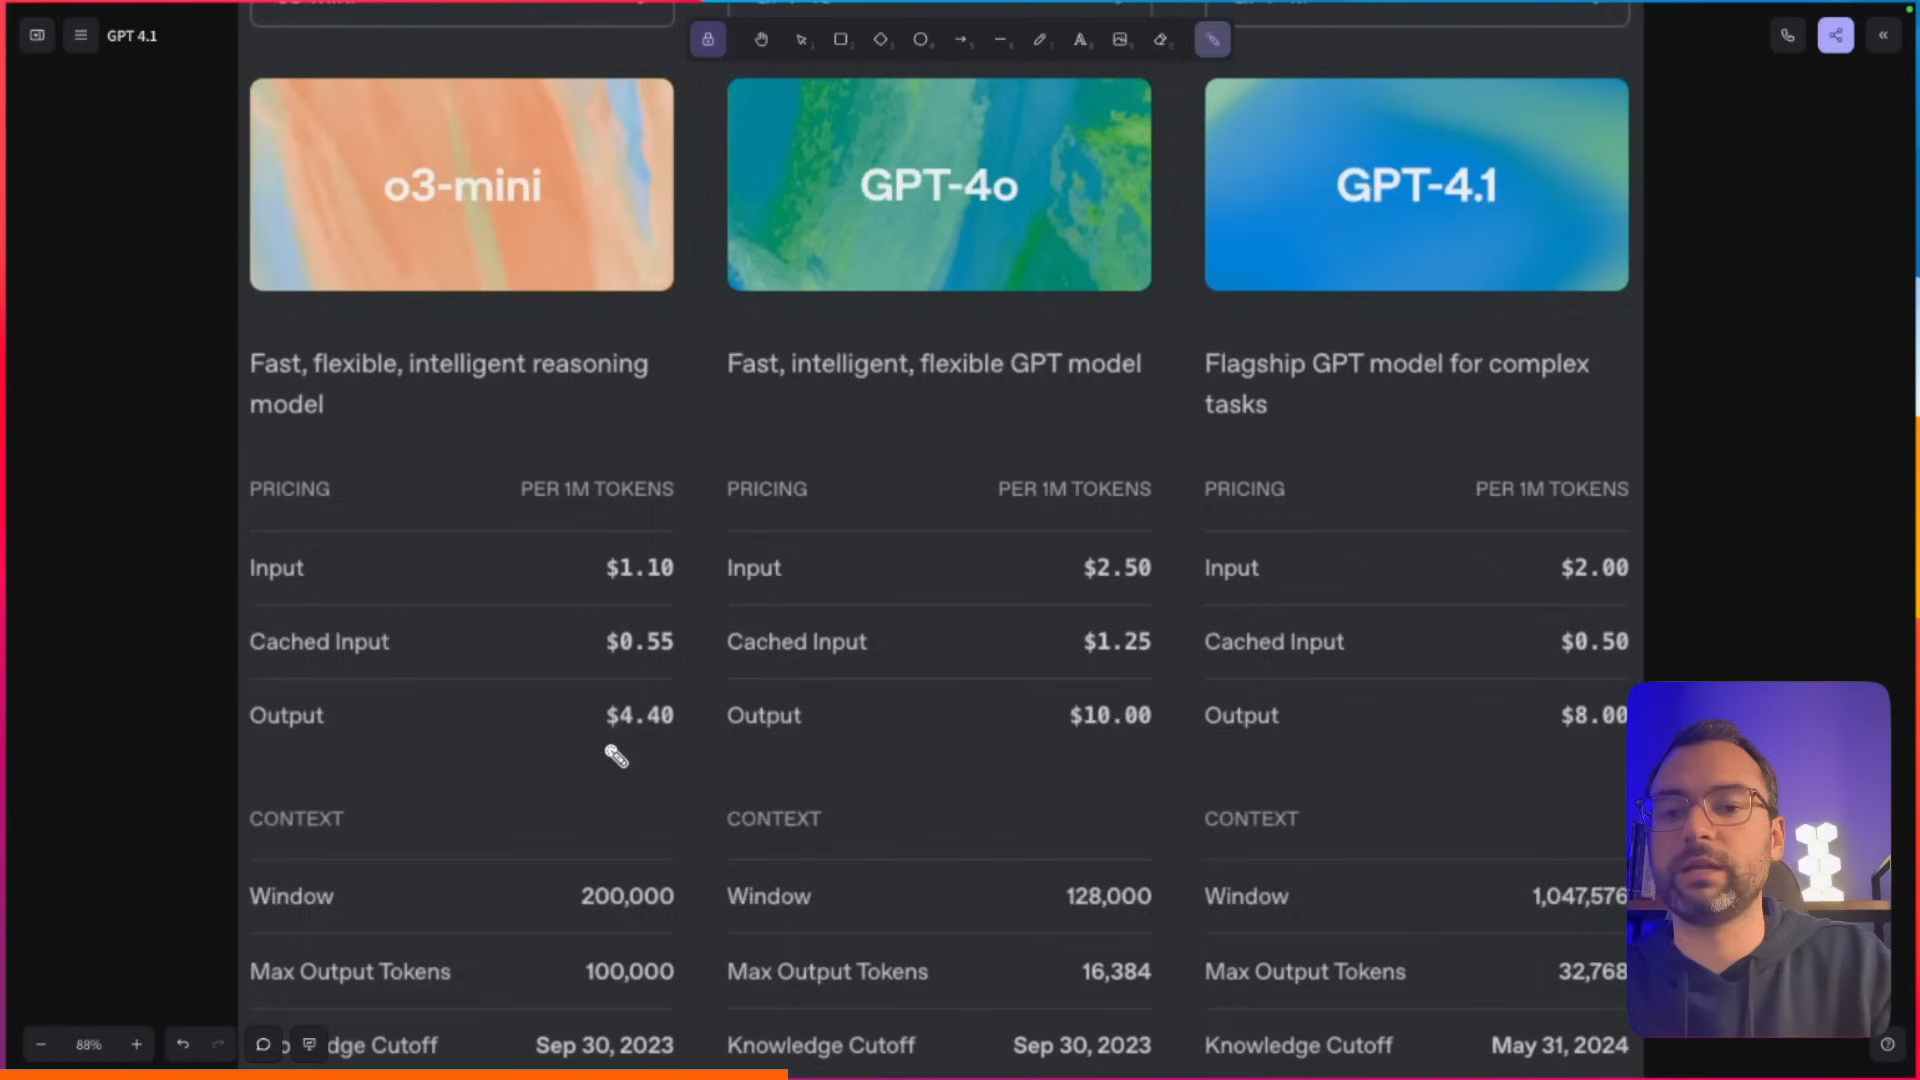 GPT 4.1
o3-mini
GPT-4o
GPT-4.1
Fast, flexible, intelligent reasoning
model
Fast, intelligent, flexible GPT model
Flagship GPT model for complex
tasks
PRICING PER 1M TOKENS
PRICING PER 1M TOKENS
PRICING PER 1M TOKENS
Input $1.10
Input $2.50
Input $2.00
Cached Input $0.55
Cached Input $1.25
Cached Input $0.50
Output $4.40
Output $10.00
Output $8.00
CONTEXT
CONTEXT
CONTEXT
Window 200,000
Window 128,000
Window 1,047,576
Max Output Tokens 100,000
Max Output Tokens 16,384
Max Output Tokens 32,768
dge Cutoff Sep 30, 2023
Knowledge Cutoff Sep 30, 2023
Knowledge Cutoff May 31, 2024
88%